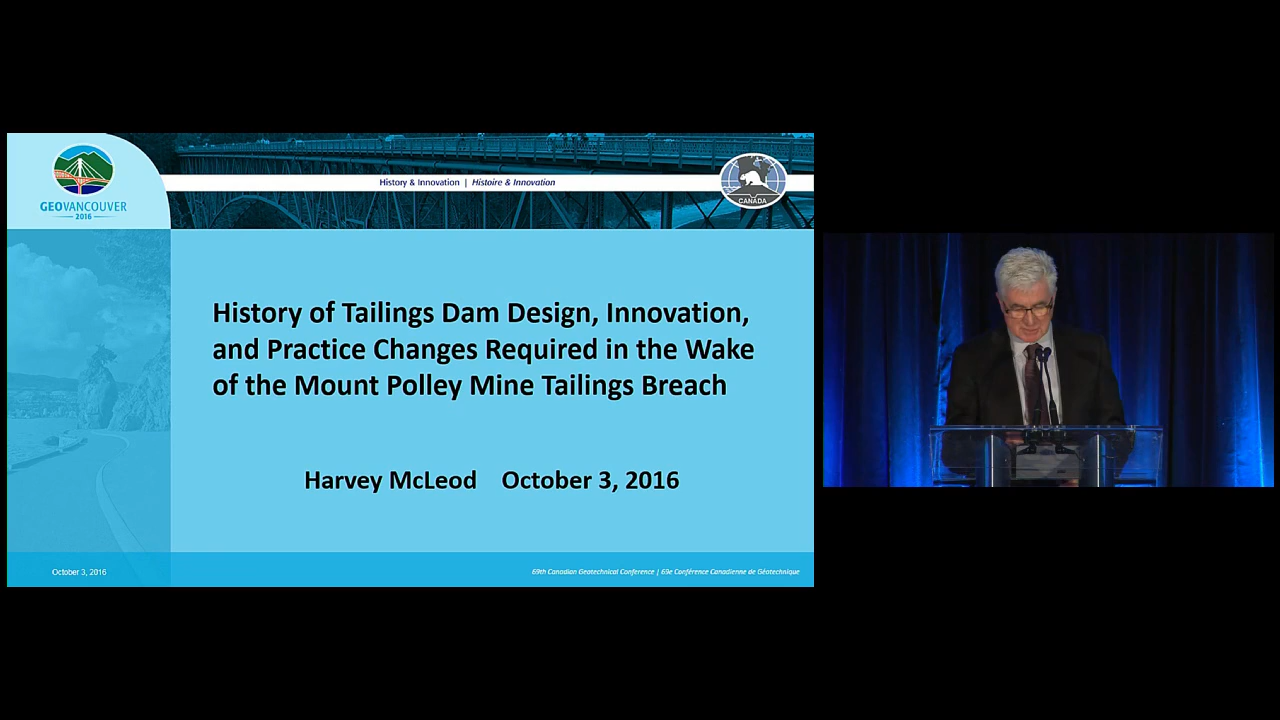 GEOVANCOUVER
2016
History & Innovation | Histoire & Innovation
CANADA
History of Tailings Dam Design, Innovation,
and Practice Changes Required in the Wake
of the Mount Polley Mine Tailings Breach
Harvey McLeod October 3, 2016
October 3, 2016
69th Canadian Geotechnical Conference | 69e Conférence Canadienne de Géotechnique